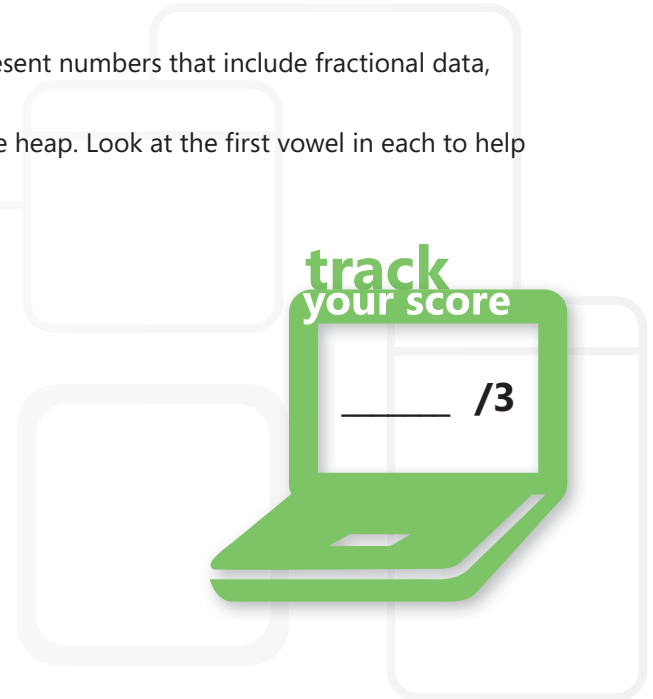 numbers that include fractional data,
heap. Look at the first vowel in each to help
track
your score
_______ /3